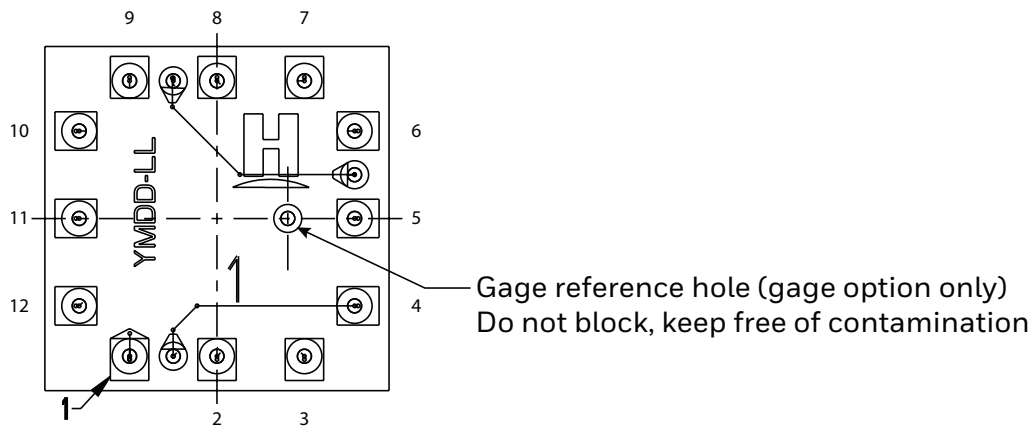 9 8 7
10 6
H
YMDD-LL
11 5
1
Gage reference hole (gage option only)
Do not block, keep free of contamination
12 4
1
2 3